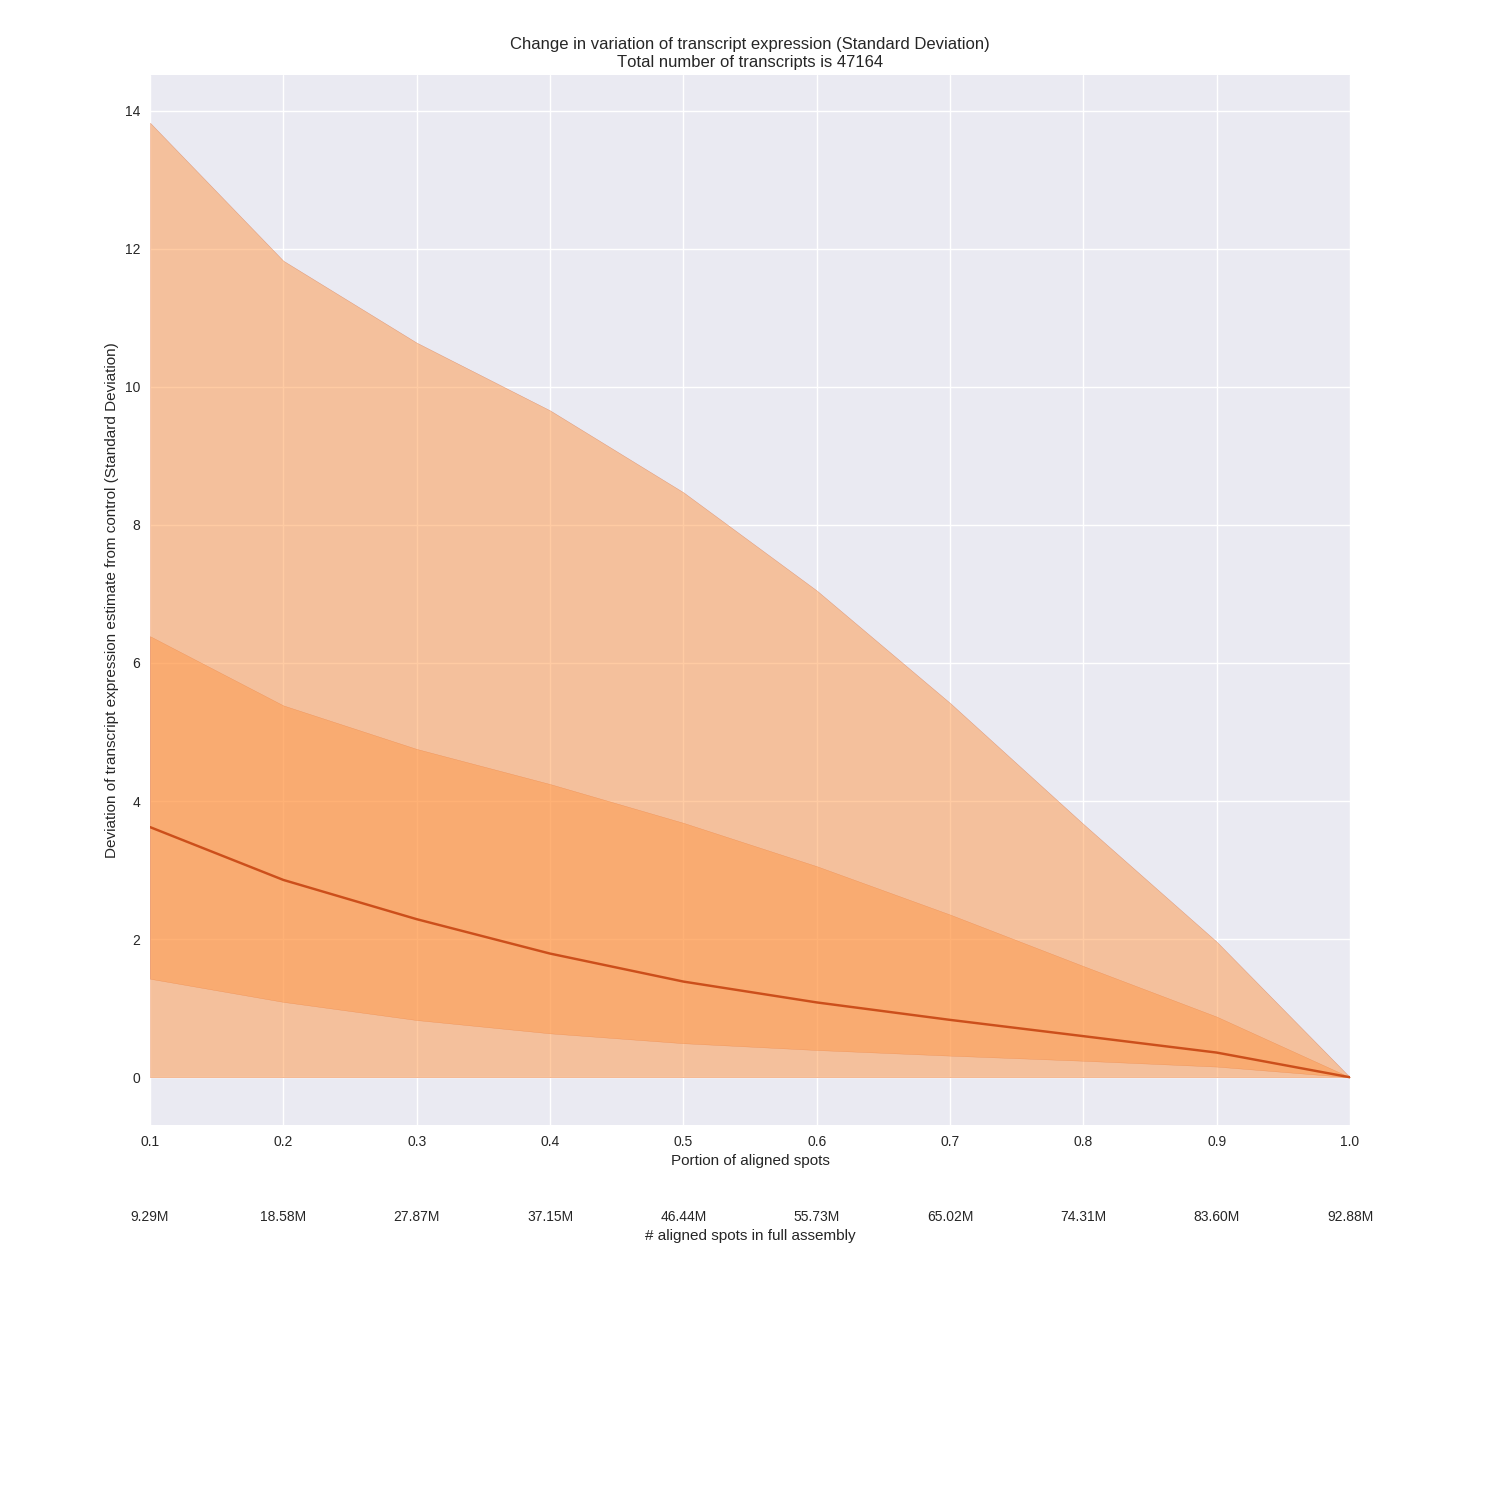 Change in variation of transcript expression (Standard Deviation)
Total number of transcripts is 47164
Deviation of transcript expression estimate from control (Standard Deviation)
14
12
10
8
6
4
2
0
0.1 0.2 0.3 0.4 0.5 0.6 0.7 0.8 0.9 1.0
Portion of aligned spots
9.29M 18.58M 27.87M 37.15M 46.44M 55.73M 65.02M 74.31M 83.60M 92.88M
# aligned spots in full assembly